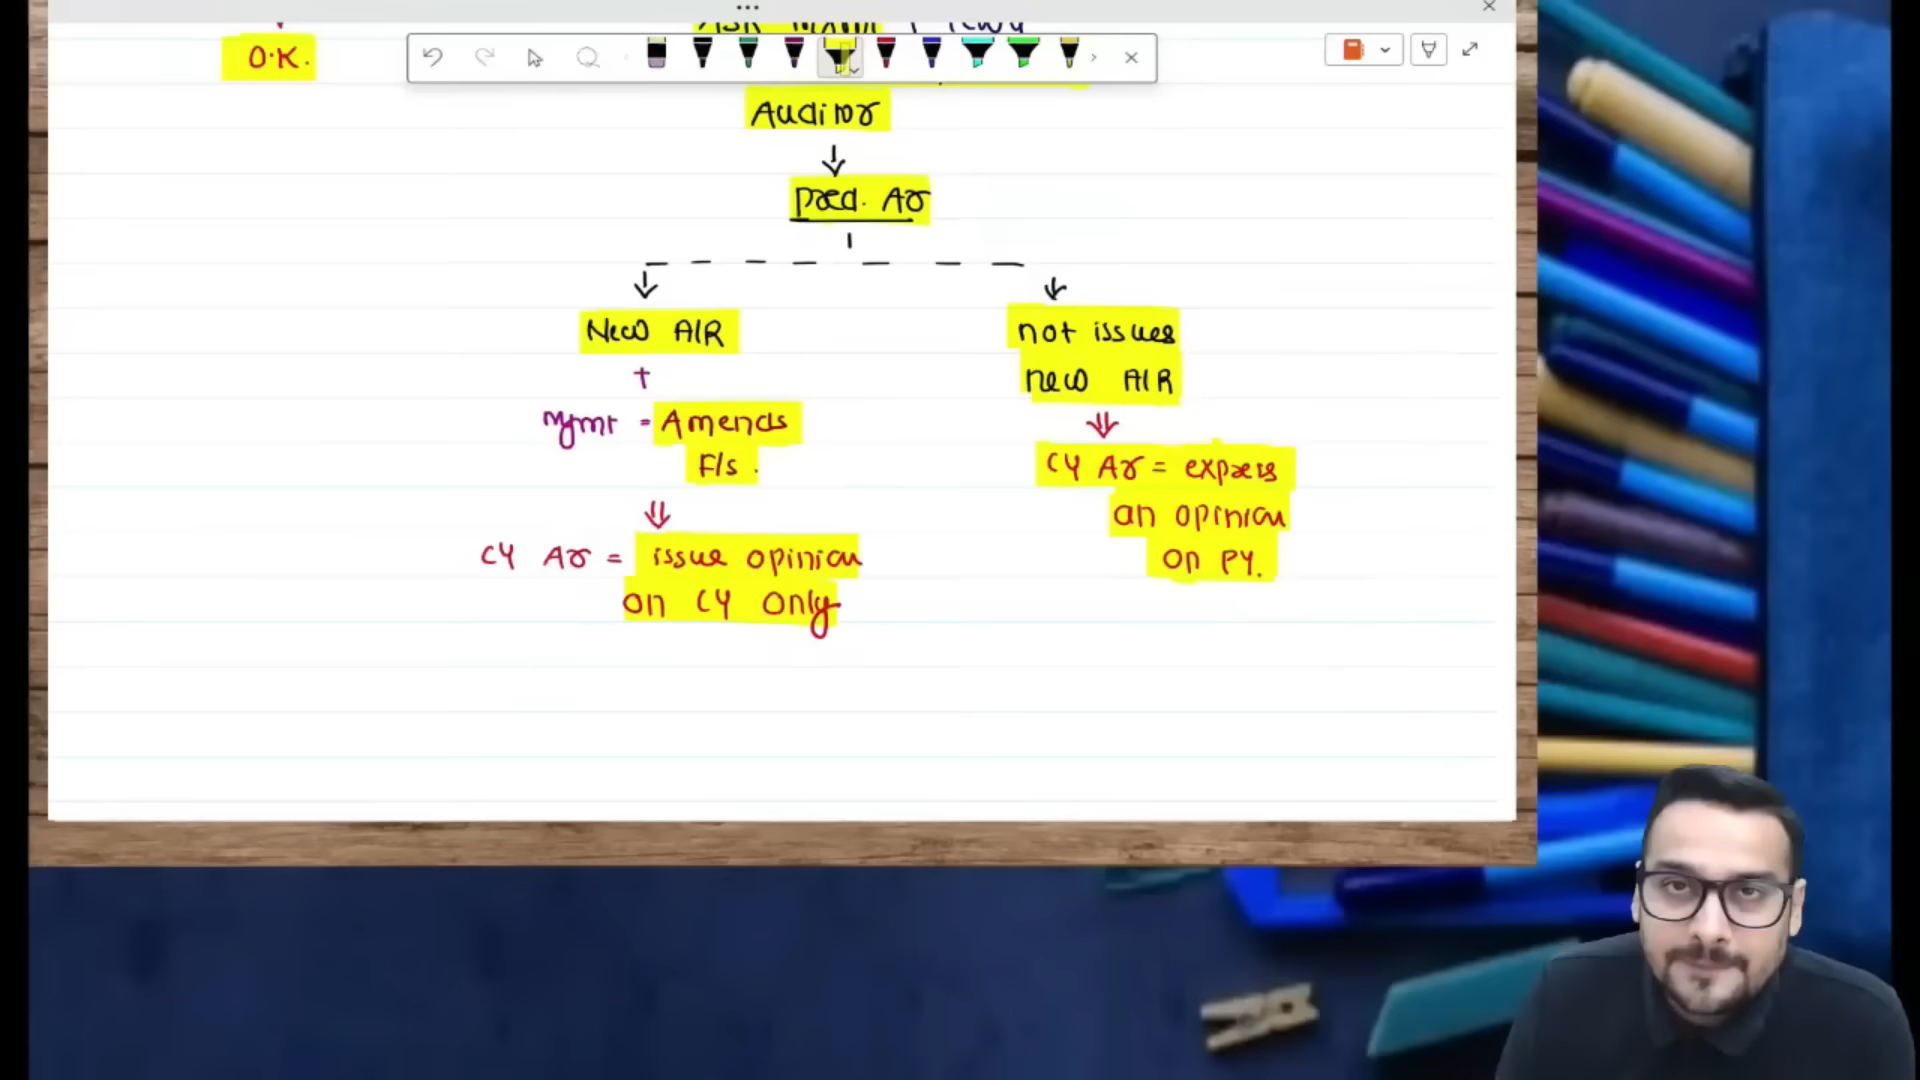 O.K.
Auditor
pred. Ar
New AIR
not issues
new AIR
+
mgmt = Amends
F/s.
CY Ar = express
an opinion
on PY.
CY Ar = issue opinion
on CY only